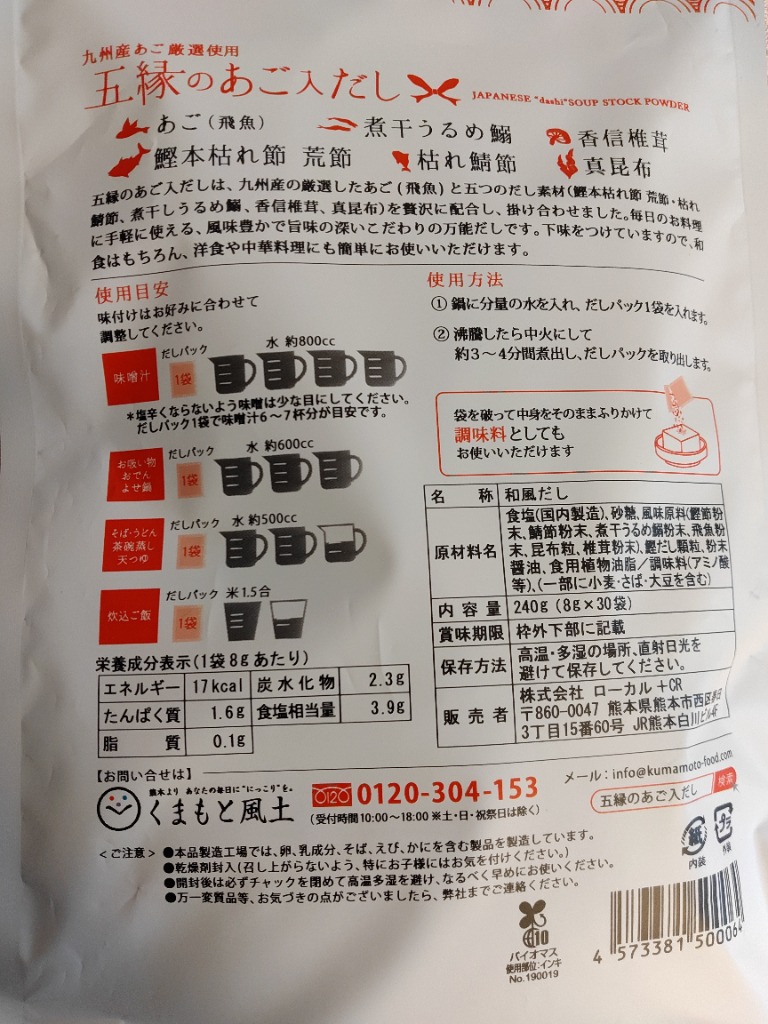 九州産あご厳選使用
五縁のあご入だし
JAPANESE "dashi" SOUP STOCK POWDER
あご(飛魚) 煮干うるめ鰯 香信椎茸
鰹本枯れ節 荒節 枯れ鯖節 真昆布
五縁のあご入だしは、九州産の厳選したあご(飛魚)と五つのだし素材(鰹本枯れ節 荒節・枯れ
鯖節、煮干しうるめ鰯、香信椎茸、真昆布)を贅沢に配合し、掛け合わせました。毎日のお料理
に手軽に使える、風味豊かで旨味の深いこだわりの万能だしです。下味をつけていますので、和
食はもちろん、洋食や中華料理にも簡単にお使いいただけます。
使用目安
味付けはお好みに合わせて
調整してください。
味噌汁
だしパック
1袋
水 約800cc
*塩辛くならないよう味噌は少な目にしてください。
だしパック1袋で味噌汁6～7杯分が目安です。
お吸い物
おでん
よせ鍋
だしパック
1袋
水 約600cc
そば・うどん
茶碗蒸し
天つゆ
だしパック
1袋
水 約500cc
炊込ご飯
だしパック
1袋
米1.5合
使用方法
① 鍋に分量の水を入れ、だしパック1袋を入れます。
② 沸騰したら中火にして
約3～4分間煮出し、だしパックを取り出します。
袋を破って中身をそのままふりかけて
調味料としても
お使いいただけます
名称 和風だし
原材料名 食塩(国内製造)、砂糖、風味原料(鰹節粉
末、鯖節粉末、煮干うるめ鰯粉末、飛魚粉
末、昆布粒、椎茸粉末)、鰹だし顆粒、粉末
醤油、食用植物油脂／調味料(アミノ酸
等)、(一部に小麦・さば・大豆を含む)
内容量 240g(8g×30袋)
賞味期限 枠外下部に記載
保存方法 高温・多湿の場所、直射日光を
避けて保存してください。
販売者 株式会社 ローカル+CR
〒860-0047 熊本県熊本市西区春日
3丁目15番60号 JR熊本白川ビル4F
栄養成分表示(1袋8gあたり)
エネルギー 17kcal 炭水化物 2.3g
たんぱく質 1.6g 食塩相当量 3.9g
脂質 0.1g
【お問い合せは】
熊本より あなたの毎日に"にっこり"を。
くまもと風土
0120-304-153
(受付時間10:00～18:00 ※土・日・祝祭日は除く)
メール：info@kumamoto-food.com
五縁のあご入だし 検索
<ご注意> ●本品製造工場では、卵、乳成分、そば、えび、かにを含む製品を製造しています。
●乾燥剤封入(召し上がらないよう、特にお子様にはお気を付けください。)
●開封後は必ずチャックを閉めて高温多湿を避け、なるべく早めにお使いください。
●万一変質品等、お気づきの点がございましたら、弊社までご連絡ください。
紙
内装
プラ
外装
10
バイオマス
使用部位:インキ
No.190019
4 573381 500064